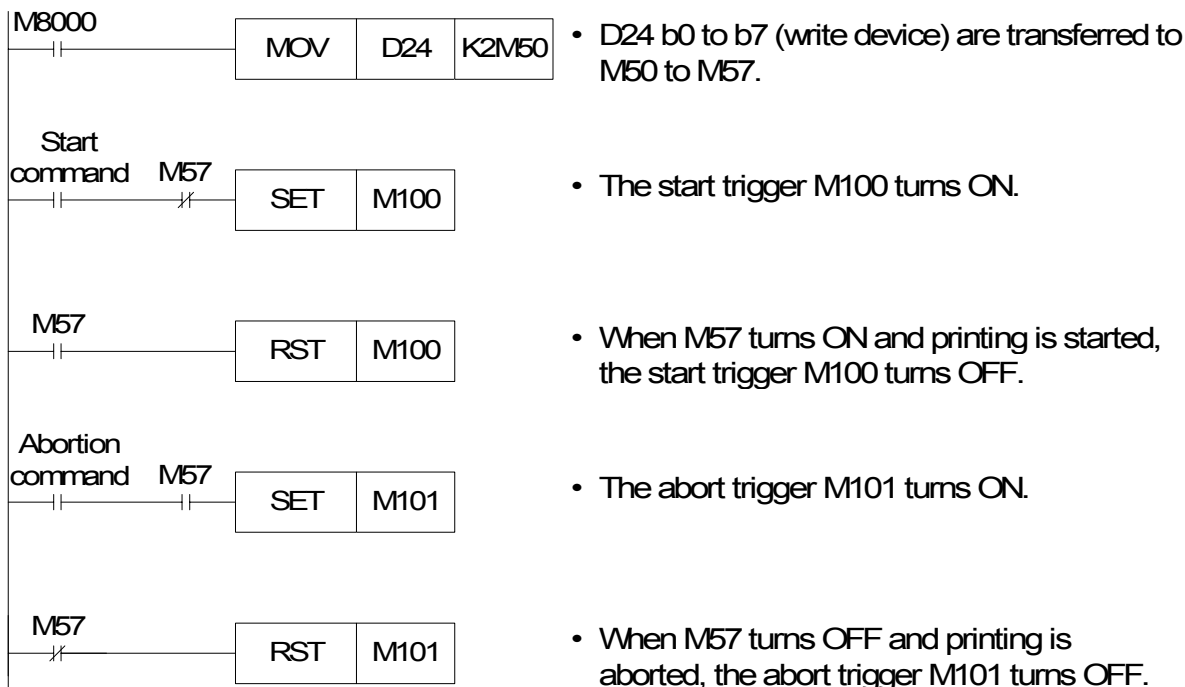 M8000
MOV D24 K2M50
• D24 b0 to b7 (write device) are transferred to
M50 to M57.
Start
command M57
SET M100
• The start trigger M100 turns ON.
M57
RST M100
• When M57 turns ON and printing is started,
the start trigger M100 turns OFF.
Abortion
command M57
SET M101
• The abort trigger M101 turns ON.
M57
RST M101
• When M57 turns OFF and printing is
aborted, the abort trigger M101 turns OFF.